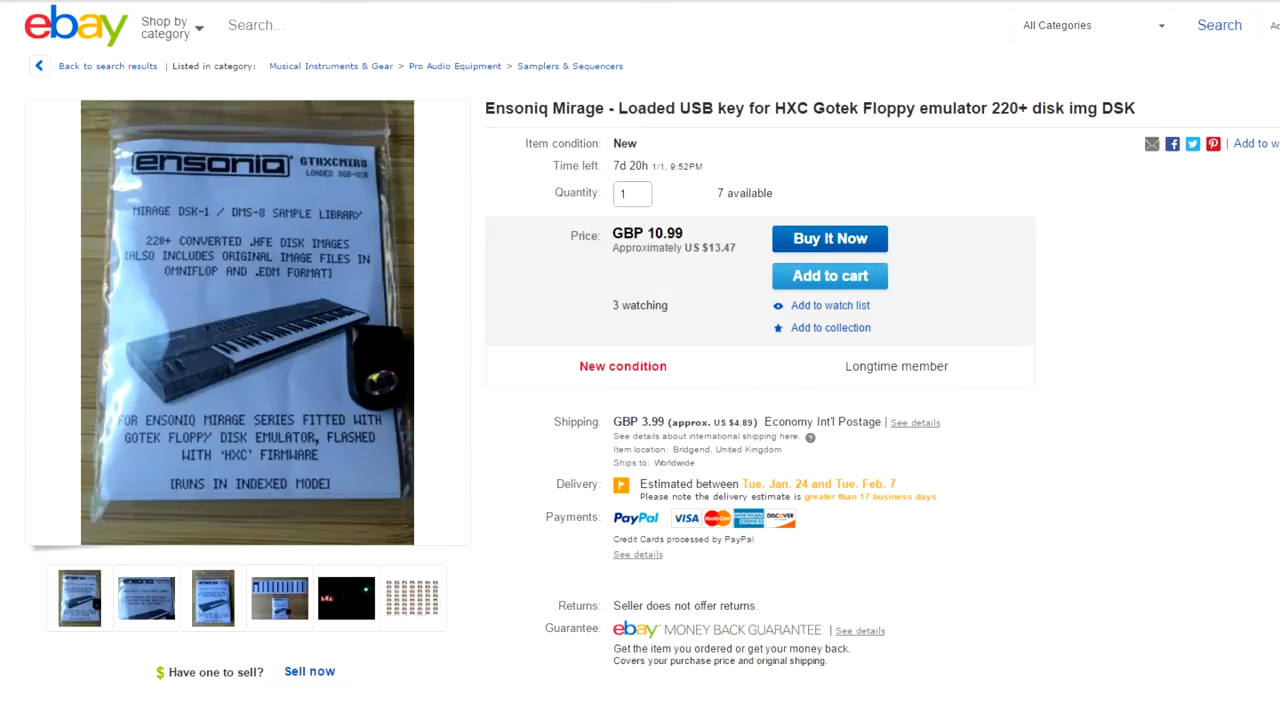 ebay
Shop by category
Search...
All Categories
Search
Back to search results | Listed in category: Musical Instruments & Gear > Pro Audio Equipment > Samplers & Sequencers
Ensoniq Mirage - Loaded USB key for HXC Gotek Floppy emulator 220+ disk img DSK
ensoniq
GTHXCMIR8
LOADED 8GB-USB
MIRAGE DSK-1 / DMS-8 SAMPLE LIBRARY
220+ CONVERTED .HFE DISK IMAGES
[ALSO INCLUDES ORIGINAL IMAGE FILES IN
OMNIFLOP AND .EDM FORMAT]
FOR ENSONIQ MIRAGE SERIES FITTED WITH
GOTEK FLOPPY DISK EMULATOR, FLASHED
WITH 'HXC' FIRMWARE
[RUNS IN INDEXED MODE]
Item condition: New
| Add to w
Time left: 7d 20h 1/1, 9:52PM
Quantity: 1 7 available
Price: GBP 10.99
Approximately US $13.47
Buy It Now
Add to cart
3 watching
Add to watch list
Add to collection
New condition
Longtime member
Shipping: GBP 3.99 (approx. US $4.89) Economy Int'l Postage | See details
See details about international shipping here. ?
Item location: Bridgend, United Kingdom
Ships to: Worldwide
Delivery: Estimated between Tue. Jan. 24 and Tue. Feb. 7
Please note the delivery estimate is greater than 17 business days.
Payments: PayPal VISA MasterCard AMERICAN EXPRESS DISCOVER
Credit Cards processed by PayPal
See details
Returns: Seller does not offer returns.
Guarantee: ebay MONEY BACK GUARANTEE | See details
Get the item you ordered or get your money back.
Covers your purchase price and original shipping.
$ Have one to sell? Sell now